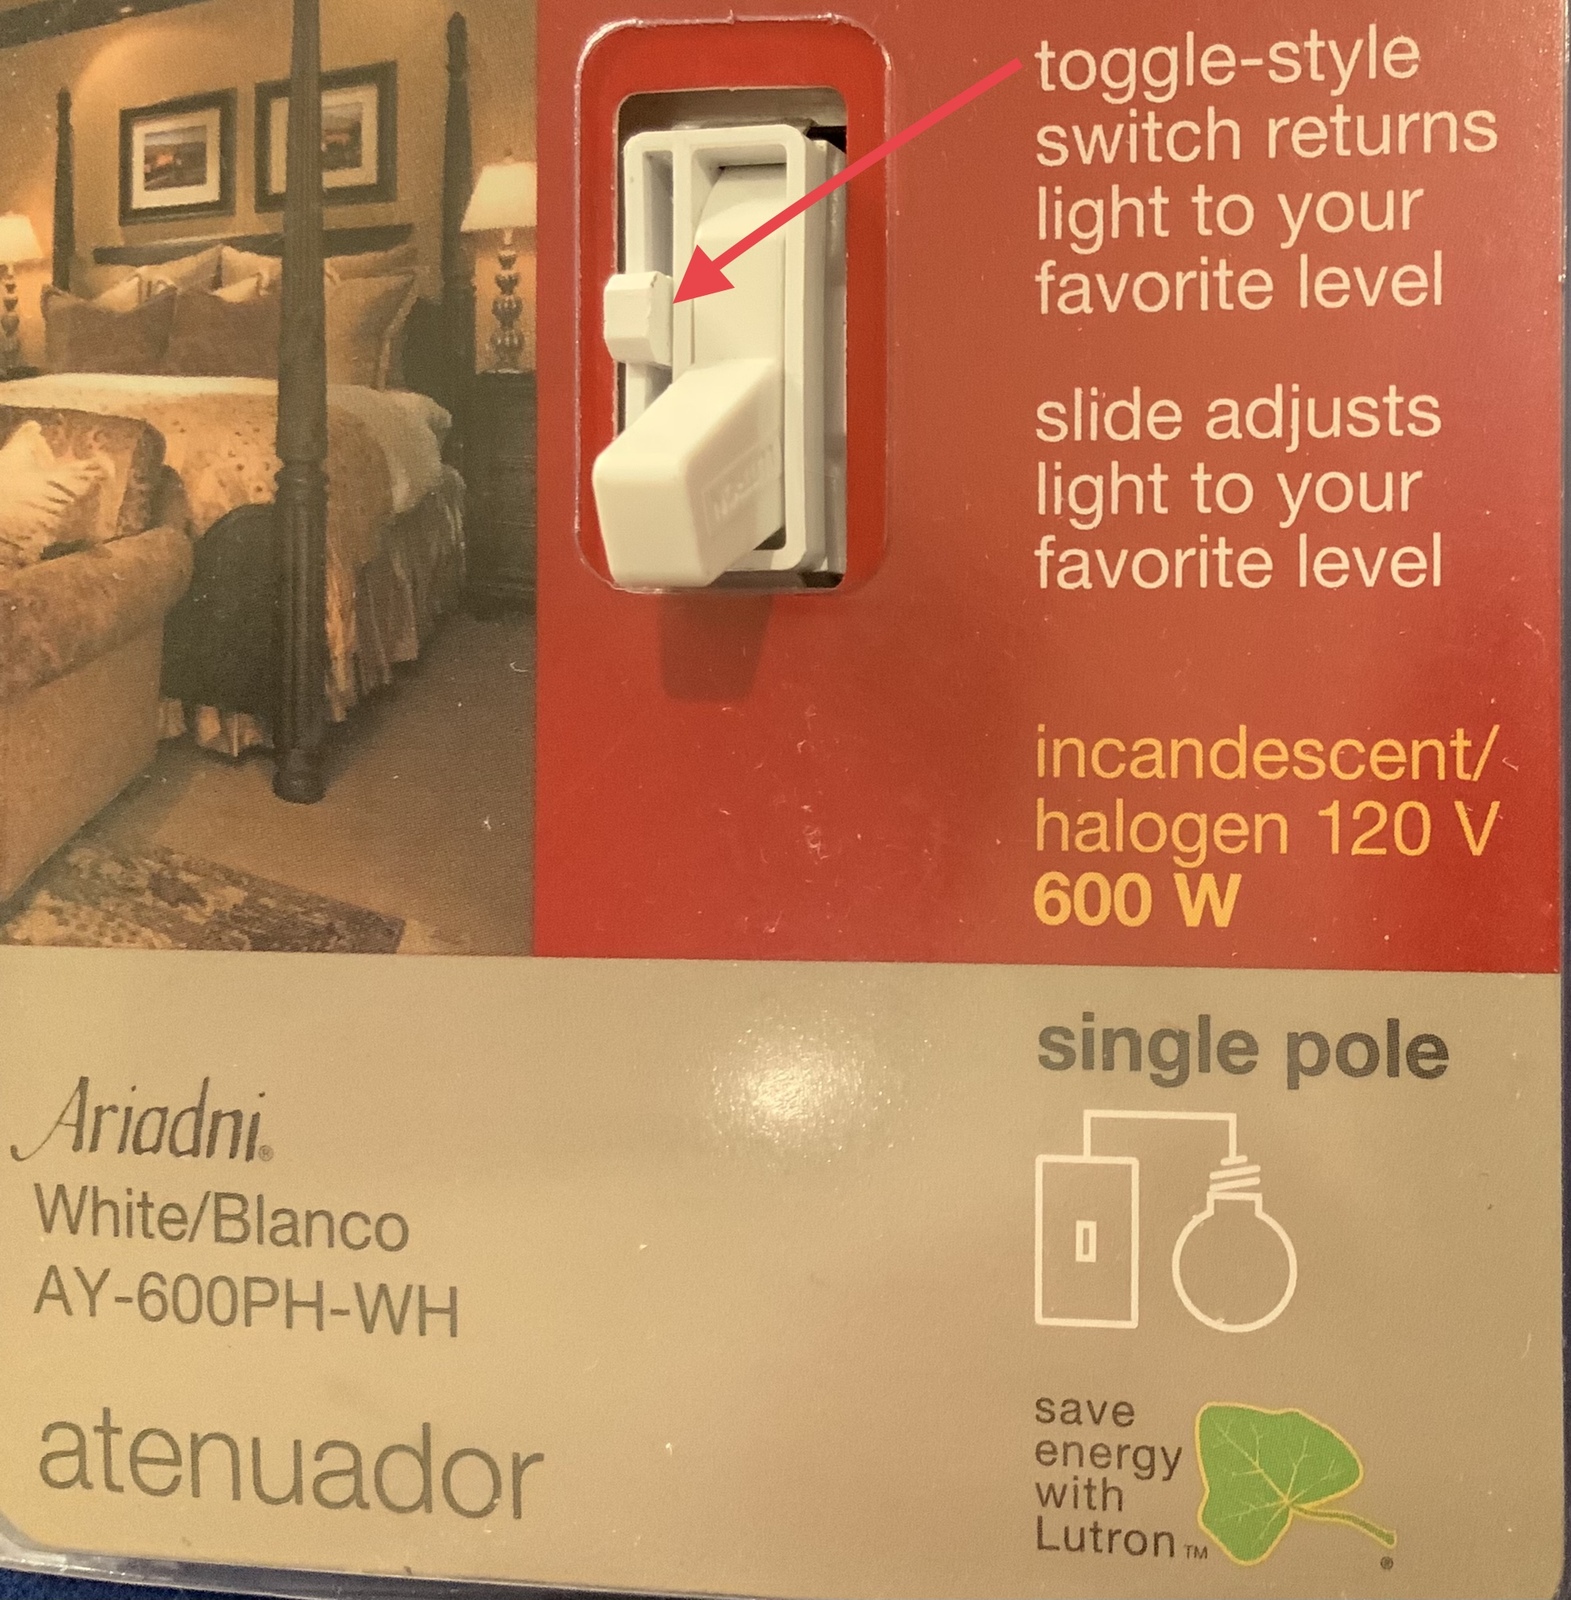 toggle-style
switch returns
light to your
favorite level
slide adjusts
light to your
favorite level
incandescent/
halogen 120 V
600 W
single pole
Ariadni®
White/Blanco
AY-600PH-WH
atenuador
save
energy
with
Lutron™
®